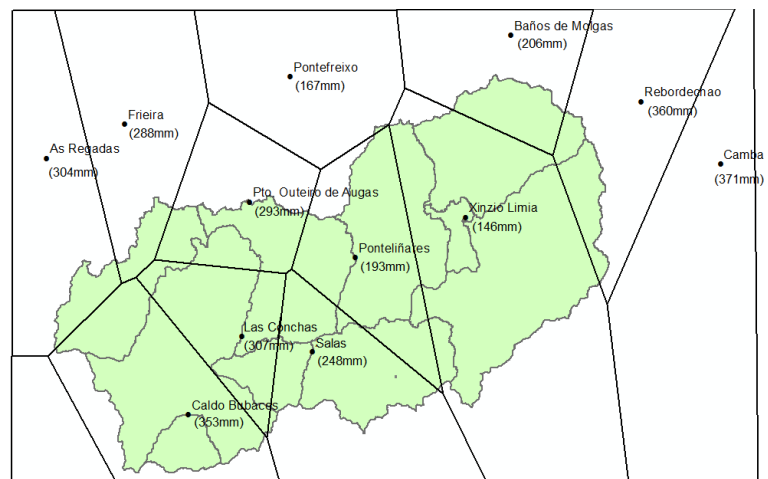 Baños de Molgas
(206mm)
Pontefreixo
(167mm)
Rebordechao
(360mm)
Frieira
(288mm)
As Regadas
(304mm)
Camba
(371mm)
Pto. Outeiro de Augas
(293mm)
Xinzio Limia
(146mm)
Ponteliñares
(193mm)
Las Conchas
(307mm)
Salas
(248mm)
Caldo Bubaces
(353mm)